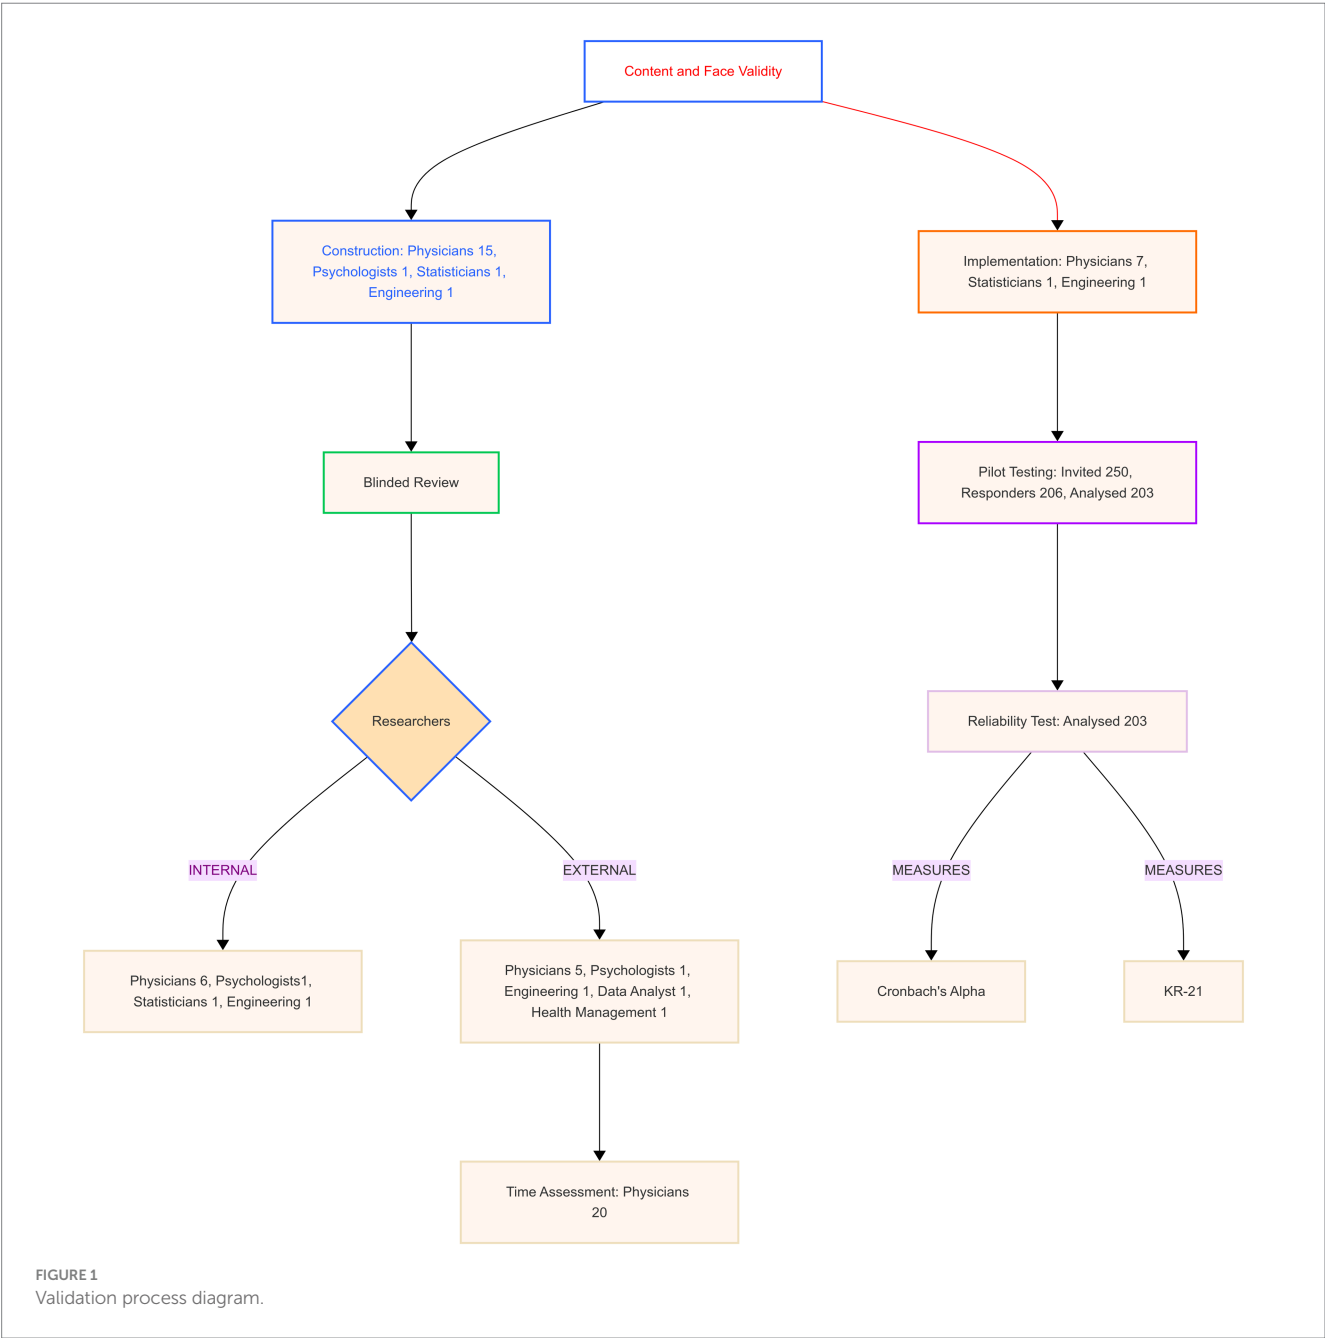 Content and Face Validity
Construction: Physicians 15,
Psychologists 1, Statisticians 1,
Engineering 1
Implementation: Physicians 7,
Statisticians 1, Engineering 1
Blinded Review
Pilot Testing: Invited 250,
Responders 206, Analysed 203
Researchers
Reliability Test: Analysed 203
INTERNAL
EXTERNAL
MEASURES
MEASURES
Physicians 6, Psychologists1,
Statisticians 1, Engineering 1
Physicians 5, Psychologists 1,
Engineering 1, Data Analyst 1,
Health Management 1
Cronbach's Alpha
KR-21
Time Assessment: Physicians
20
FIGURE 1
Validation process diagram.